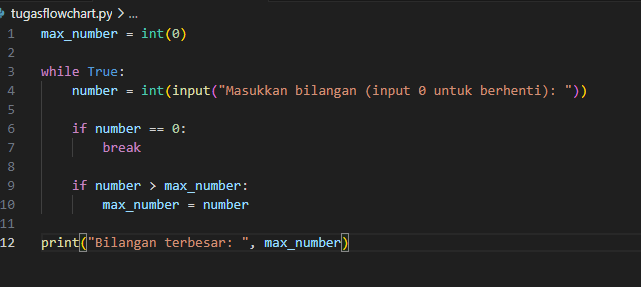 tugasflowchart.py > ...
1 max_number = int(0)
2
3 while True:
4     number = int(input("Masukkan bilangan (input 0 untuk berhenti): "))
5
6     if number == 0:
7         break
8
9     if number > max_number:
10         max_number = number
11
12 print("Bilangan terbesar: ", max_number)